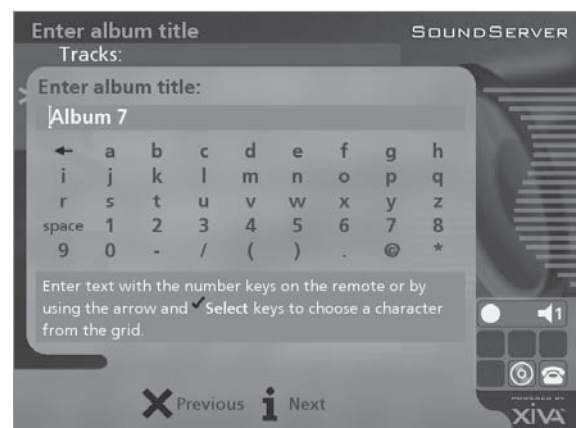 Enter album title
SOUNDSERVER
Tracks:
Enter album title:
Album 7
a b c d e f g h
i j k l m n o p q
r s t u v w x y z
space 1 2 3 4 5 6 7 8
9 0 - / ( ) . @ *
Enter text with the number keys on the remote or by
using the arrow and ✓Select keys to choose a character
from the grid.
1
Previous i Next
POWERED BY
XiVA